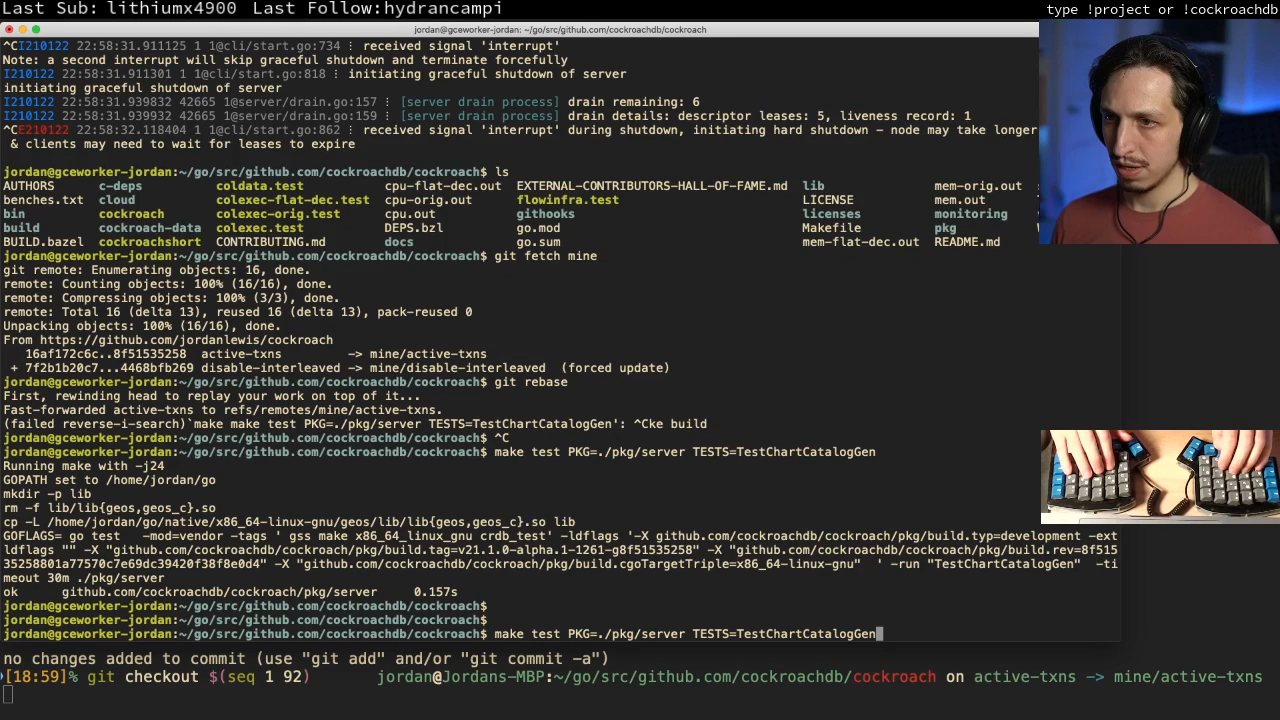 Last Sub: lithiumx4900 Last Follow:hydrancampi
type !project or !cockroachdb
jordan@gceworker-jordan: ~/go/src/github.com/cockroachdb/cockroach
^CI210122 22:58:31.911125 1 1@cli/start.go:734 ⋮ received signal 'interrupt'
Note: a second interrupt will skip graceful shutdown and terminate forcefully
I210122 22:58:31.911301 1 1@cli/start.go:818 ⋮ initiating graceful shutdown of server
initiating graceful shutdown of server
I210122 22:58:31.939832 42665 1@server/drain.go:157 ⋮ [server drain process] drain remaining: 6
I210122 22:58:31.939932 42665 1@server/drain.go:159 ⋮ [server drain process] drain details: descriptor leases: 5, liveness record: 1
^CE210122 22:58:32.118404 1 1@cli/start.go:862 ⋮ received signal 'interrupt' during shutdown, initiating hard shutdown – node may take longer
& clients may need to wait for leases to expire
jordan@gceworker-jordan:~/go/src/github.com/cockroachdb/cockroach$ ls
AUTHORS c-deps coldata.test cpu-flat-dec.out EXTERNAL-CONTRIBUTORS-HALL-OF-FAME.md lib mem-orig.out
benches.txt cloud colexec-flat-dec.test cpu-orig.out flowinfra.test LICENSE mem.out
bin cockroach colexec-orig.test cpu.out githooks licenses monitoring
build cockroach-data colexec.test DEPS.bzl go.mod Makefile pkg
BUILD.bazel cockroachshort CONTRIBUTING.md docs go.sum mem-flat-dec.out README.md
jordan@gceworker-jordan:~/go/src/github.com/cockroachdb/cockroach$ git fetch mine
git remote: Enumerating objects: 16, done.
remote: Counting objects: 100% (16/16), done.
remote: Compressing objects: 100% (3/3), done.
remote: Total 16 (delta 13), reused 16 (delta 13), pack-reused 0
Unpacking objects: 100% (16/16), done.
From https://github.com/jordanlewis/cockroach
16af172c6c..8f51535258 active-txns -> mine/active-txns
+ 7f2b1b20c7...4468bfb269 disable-interleaved -> mine/disable-interleaved (forced update)
jordan@gceworker-jordan:~/go/src/github.com/cockroachdb/cockroach$ git rebase
First, rewinding head to replay your work on top of it...
Fast-forwarded active-txns to refs/remotes/mine/active-txns.
(failed reverse-i-search)`make make test PKG=./pkg/server TESTS=TestChartCatalogGen': ^Cke build
jordan@gceworker-jordan:~/go/src/github.com/cockroachdb/cockroach$ ^C
jordan@gceworker-jordan:~/go/src/github.com/cockroachdb/cockroach$ make test PKG=./pkg/server TESTS=TestChartCatalogGen
Running make with -j24
GOPATH set to /home/jordan/go
mkdir -p lib
rm -f lib/lib{geos,geos_c}.so
cp -L /home/jordan/go/native/x86_64-linux-gnu/geos/lib/lib{geos,geos_c}.so lib
GOFLAGS= go test -mod=vendor -tags ' gss make x86_64_linux_gnu crdb_test' -ldflags '-X github.com/cockroachdb/cockroach/pkg/build.typ=development -ext
ldflags "" -X "github.com/cockroachdb/cockroach/pkg/build.tag=v21.1.0-alpha.1-1261-g8f51535258" -X "github.com/cockroachdb/cockroach/pkg/build.rev=8f515
35258801a77570c7e69dc39420f38f8e0d4" -X "github.com/cockroachdb/cockroach/pkg/build.cgoTargetTriple=x86_64-linux-gnu" ' -run "TestChartCatalogGen" -ti
meout 30m ./pkg/server
ok github.com/cockroachdb/cockroach/pkg/server 0.157s
jordan@gceworker-jordan:~/go/src/github.com/cockroachdb/cockroach$
jordan@gceworker-jordan:~/go/src/github.com/cockroachdb/cockroach$
jordan@gceworker-jordan:~/go/src/github.com/cockroachdb/cockroach$ make test PKG=./pkg/server TESTS=TestChartCatalogGen
no changes added to commit (use "git add" and/or "git commit -a")
[18:59]% git checkout $(seq 1 92) jordan@Jordans-MBP:~/go/src/github.com/cockroachdb/cockroach on active-txns -> mine/active-txns